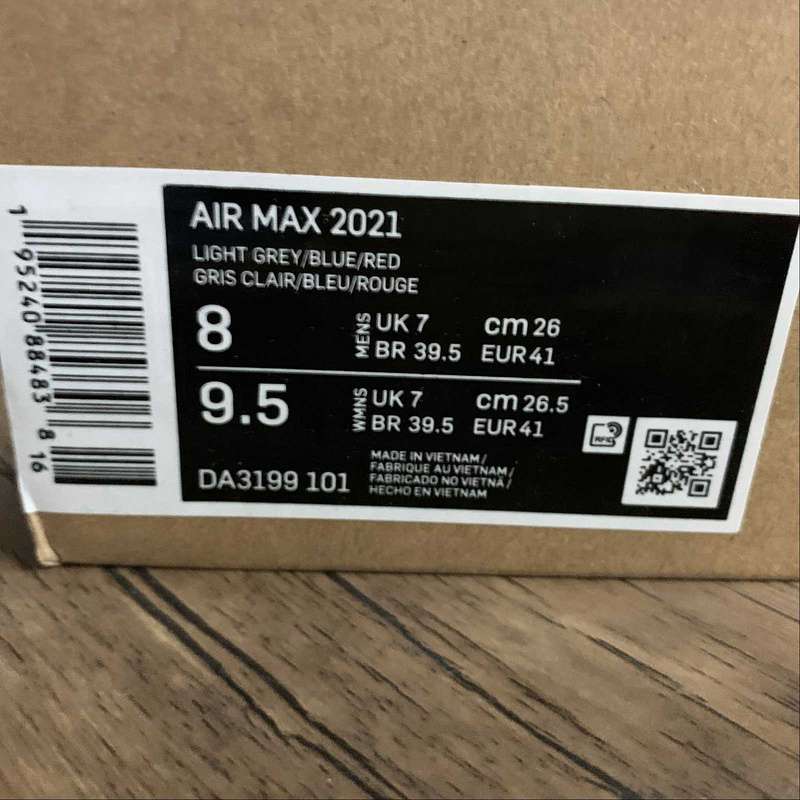 AIR MAX 2021
LIGHT GREY/BLUE/RED
GRIS CLAIR/BLEU/ROUGE
8 MENS UK 7 cm 26
BR 39.5 EUR 41
9.5 WMNS UK 7 cm 26.5
BR 39.5 EUR 41
DA3199 101
MADE IN VIETNAM/
FABRIQUE AU VIETNAM/
FABRICADO NO VIETNÃ/
HECHO EN VIETNAM
RFID
1 95240 88483 8 16